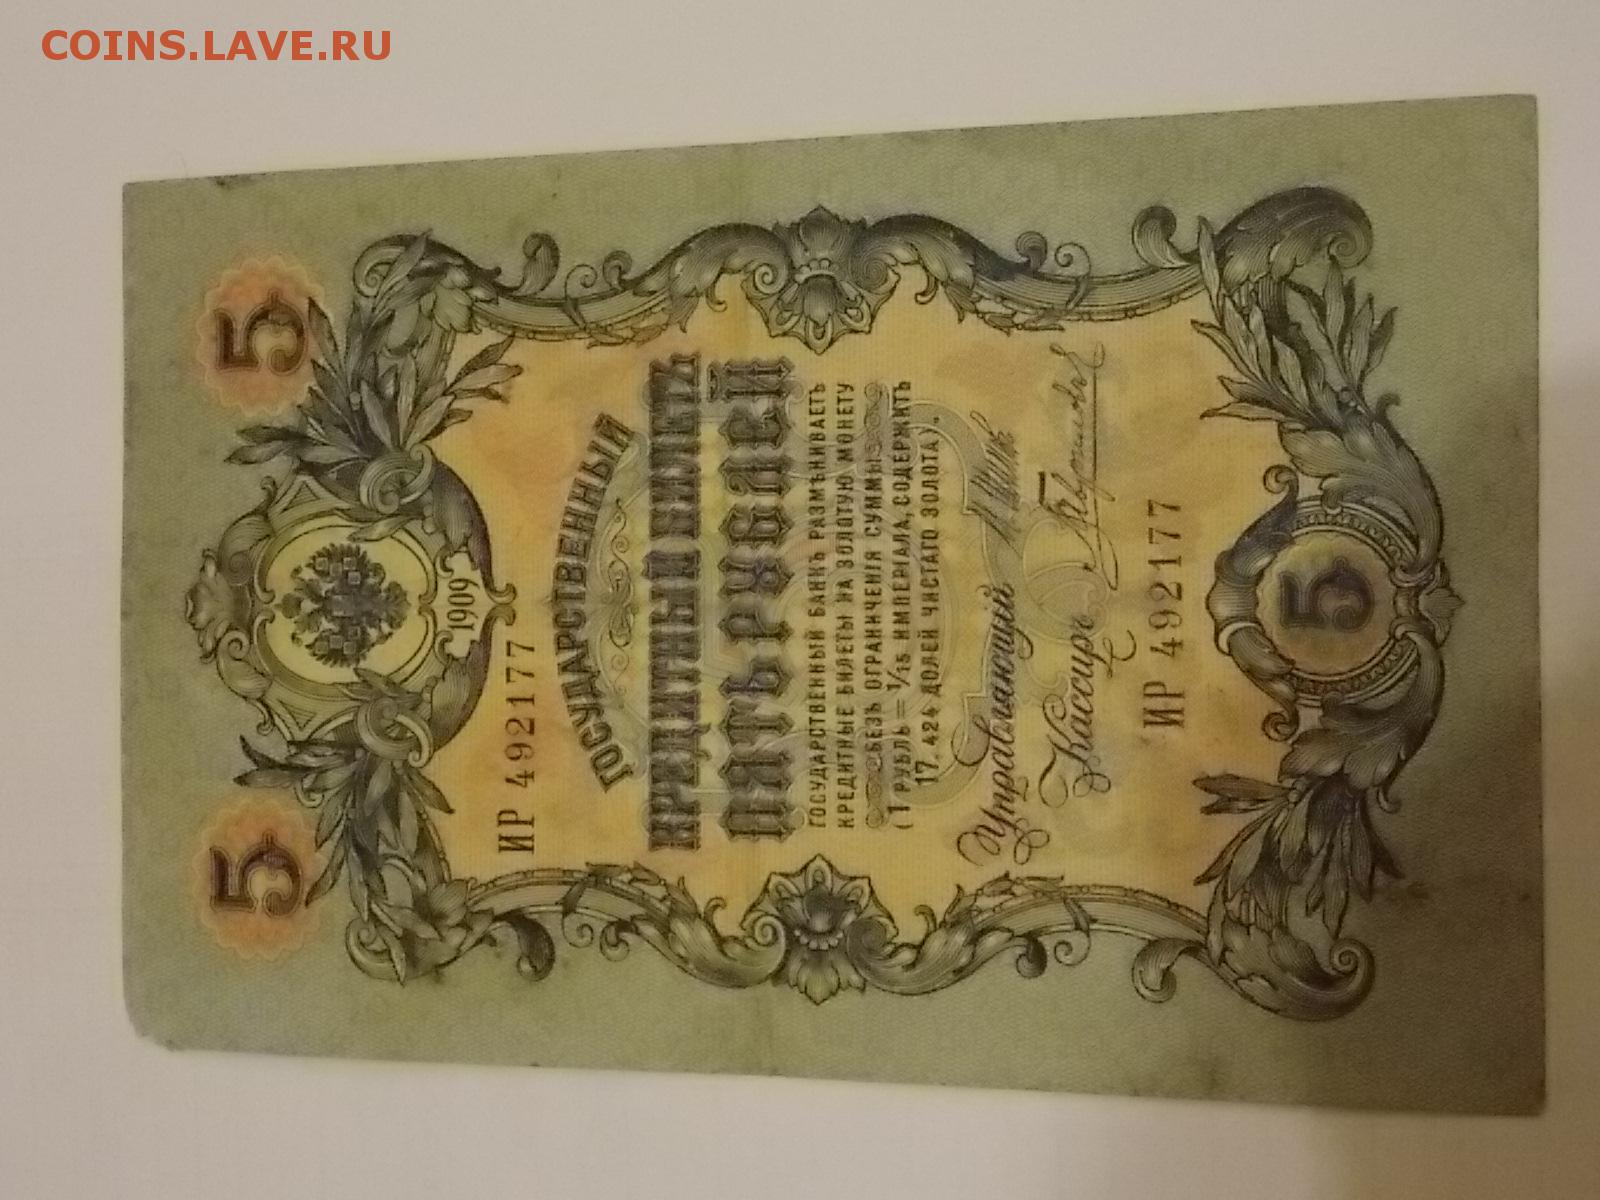 COINS.LAVE.RU
5 5
1909
ИР 492177
ГОСУДАРСТВЕННЫЙ
КРЕДИТНЫЙ БИЛЕТЪ
ПЯТЬ РУБЛЕЙ
ГОСУДАРСТВЕННЫЙ БАНКЪ РАЗМѢНИВАЕТЪ
КРЕДИТНЫЕ БИЛЕТЫ НА ЗОЛОТУЮ МОНЕТУ
БЕЗЪ ОГРАНИЧЕНІЯ СУММЫ
(1 РУБЛЬ = 1/15 ИМПЕРІАЛА, СОДЕРЖИТЪ
17.424 ДОЛЕЙ ЧИСТАГО ЗОЛОТА).
Управляющій И.Шип
Кассиръ
ИР 492177
5